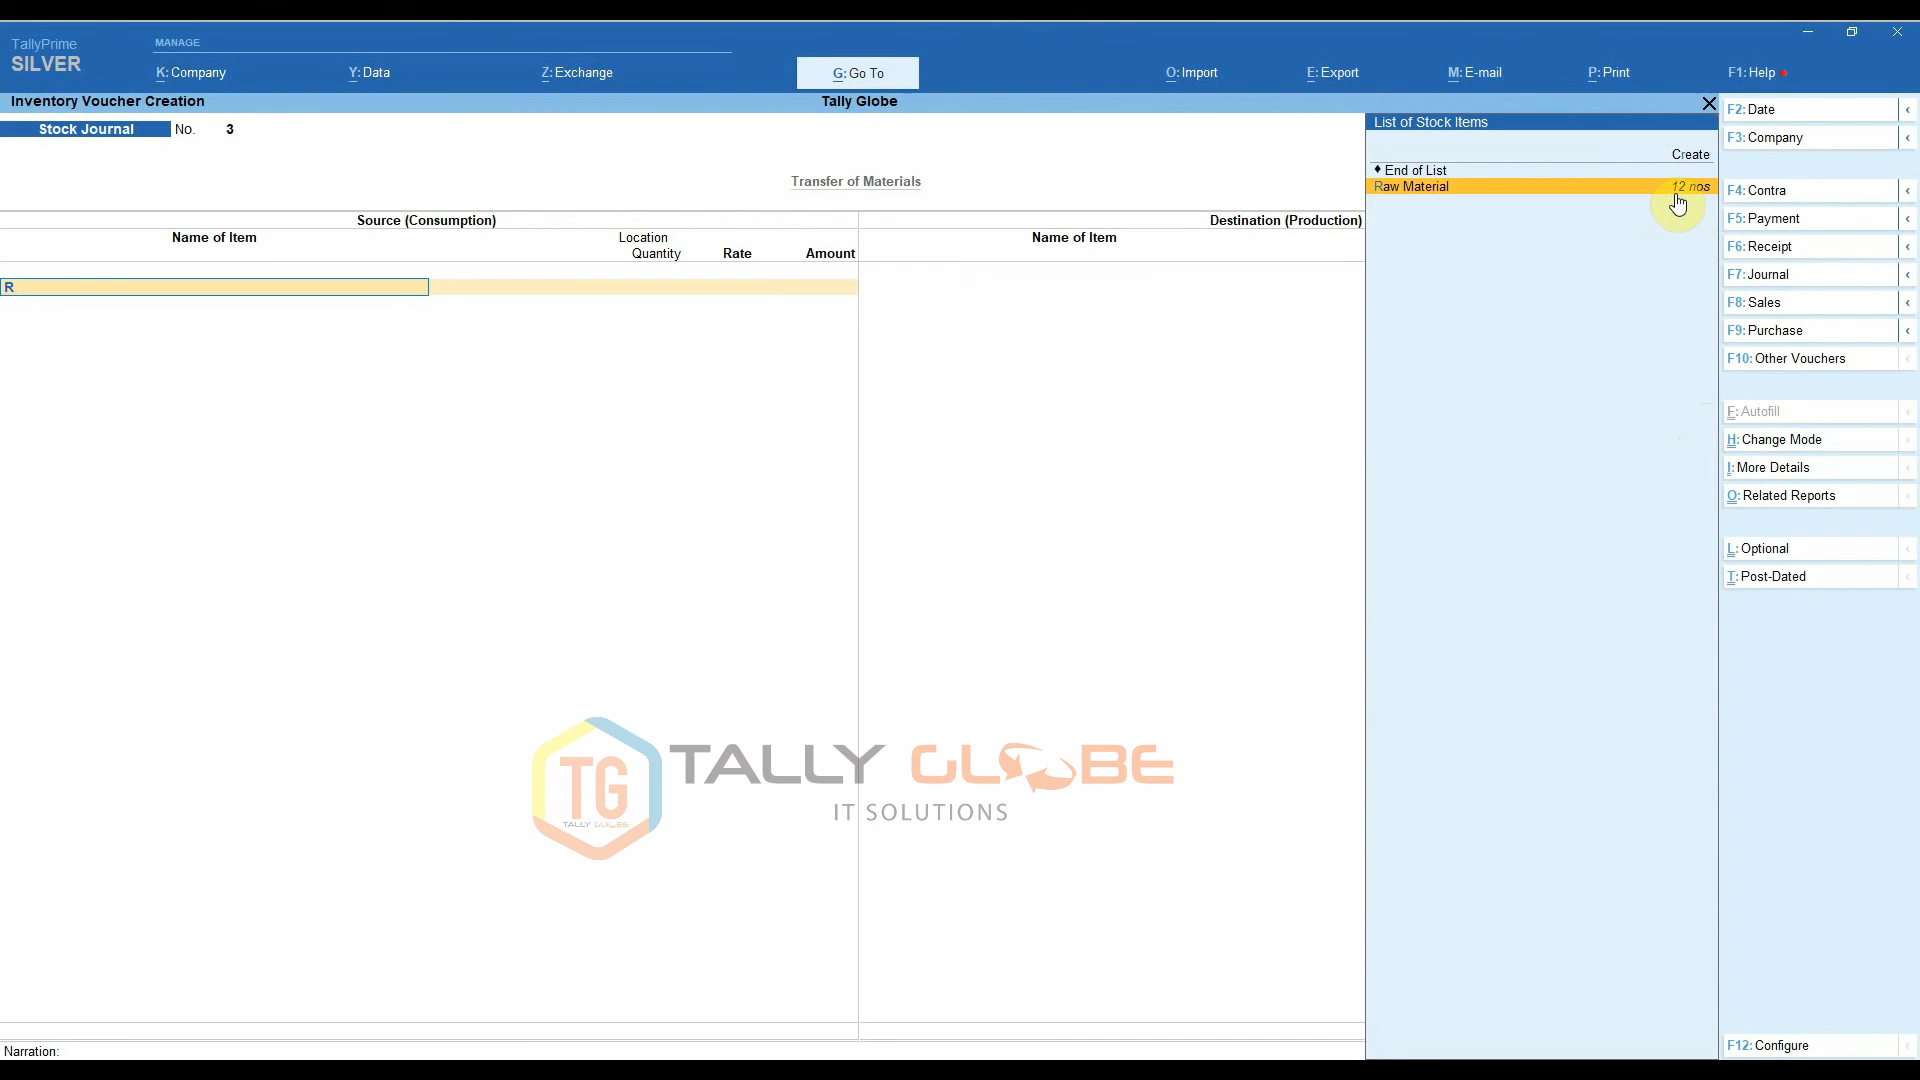 TallyPrime
SILVER
MANAGE
K: Company
Y: Data
Z: Exchange
G: Go To
O: Import
E: Export
M: E-mail
P: Print
F1: Help
Inventory Voucher Creation
Tally Globe
Stock Journal No. 3
Transfer of Materials
Source (Consumption)
Destination (Production)
Name of Item
Location
Quantity
Rate
Amount
Name of Item
R
List of Stock Items
Create
End of List
Raw Material 12 nos
F2: Date
F3: Company
F4: Contra
F5: Payment
F6: Receipt
F7: Journal
F8: Sales
F9: Purchase
F10: Other Vouchers
F: Autofill
H: Change Mode
I: More Details
O: Related Reports
L: Optional
T: Post-Dated
F12: Configure
TG
TALLY GLOBE
TALLY GLOBE
IT SOLUTIONS
Narration: